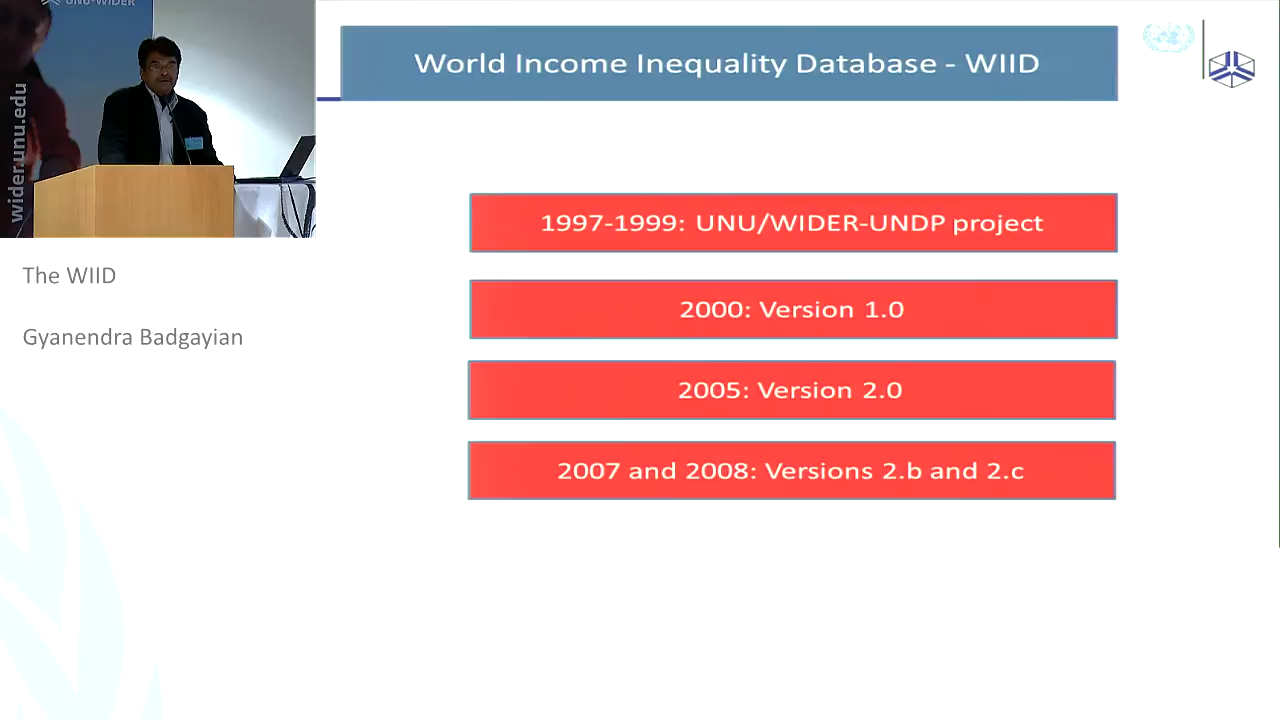 UNU-WIDER
wider.unu.edu
World Income Inequality Database - WIID
1997-1999: UNU/WIDER-UNDP project
2000: Version 1.0
2005: Version 2.0
2007 and 2008: Versions 2.b and 2.c
The WIID
Gyanendra Badgayian